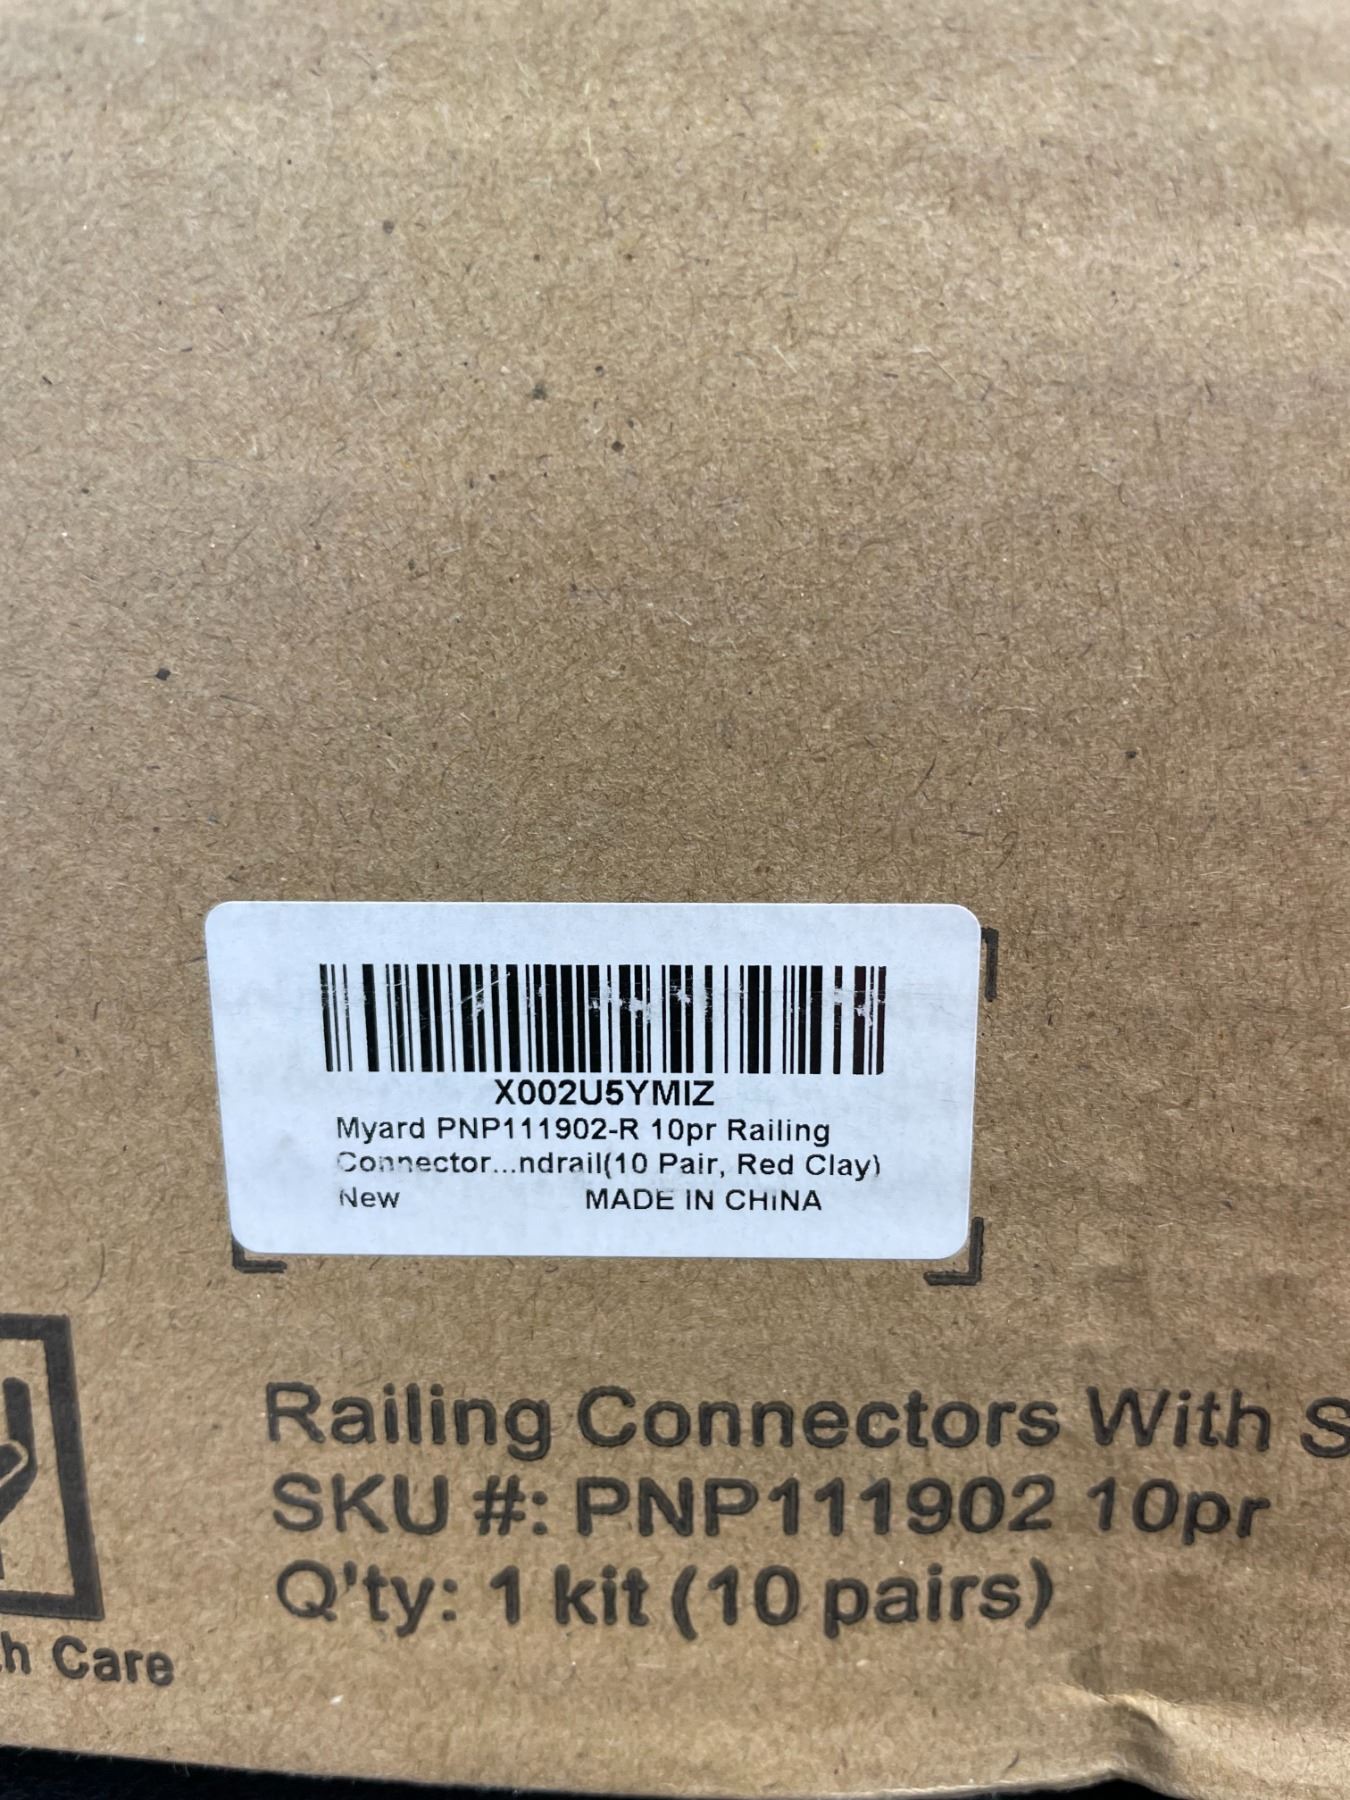 X002U5YMIZ
Myard PNP111902-R 10pr Railing
Connector...ndrail(10 Pair, Red Clay)
New MADE IN CHINA
Railing Connectors With S
SKU #: PNP111902 10pr
Q'ty: 1 kit (10 pairs)
h Care